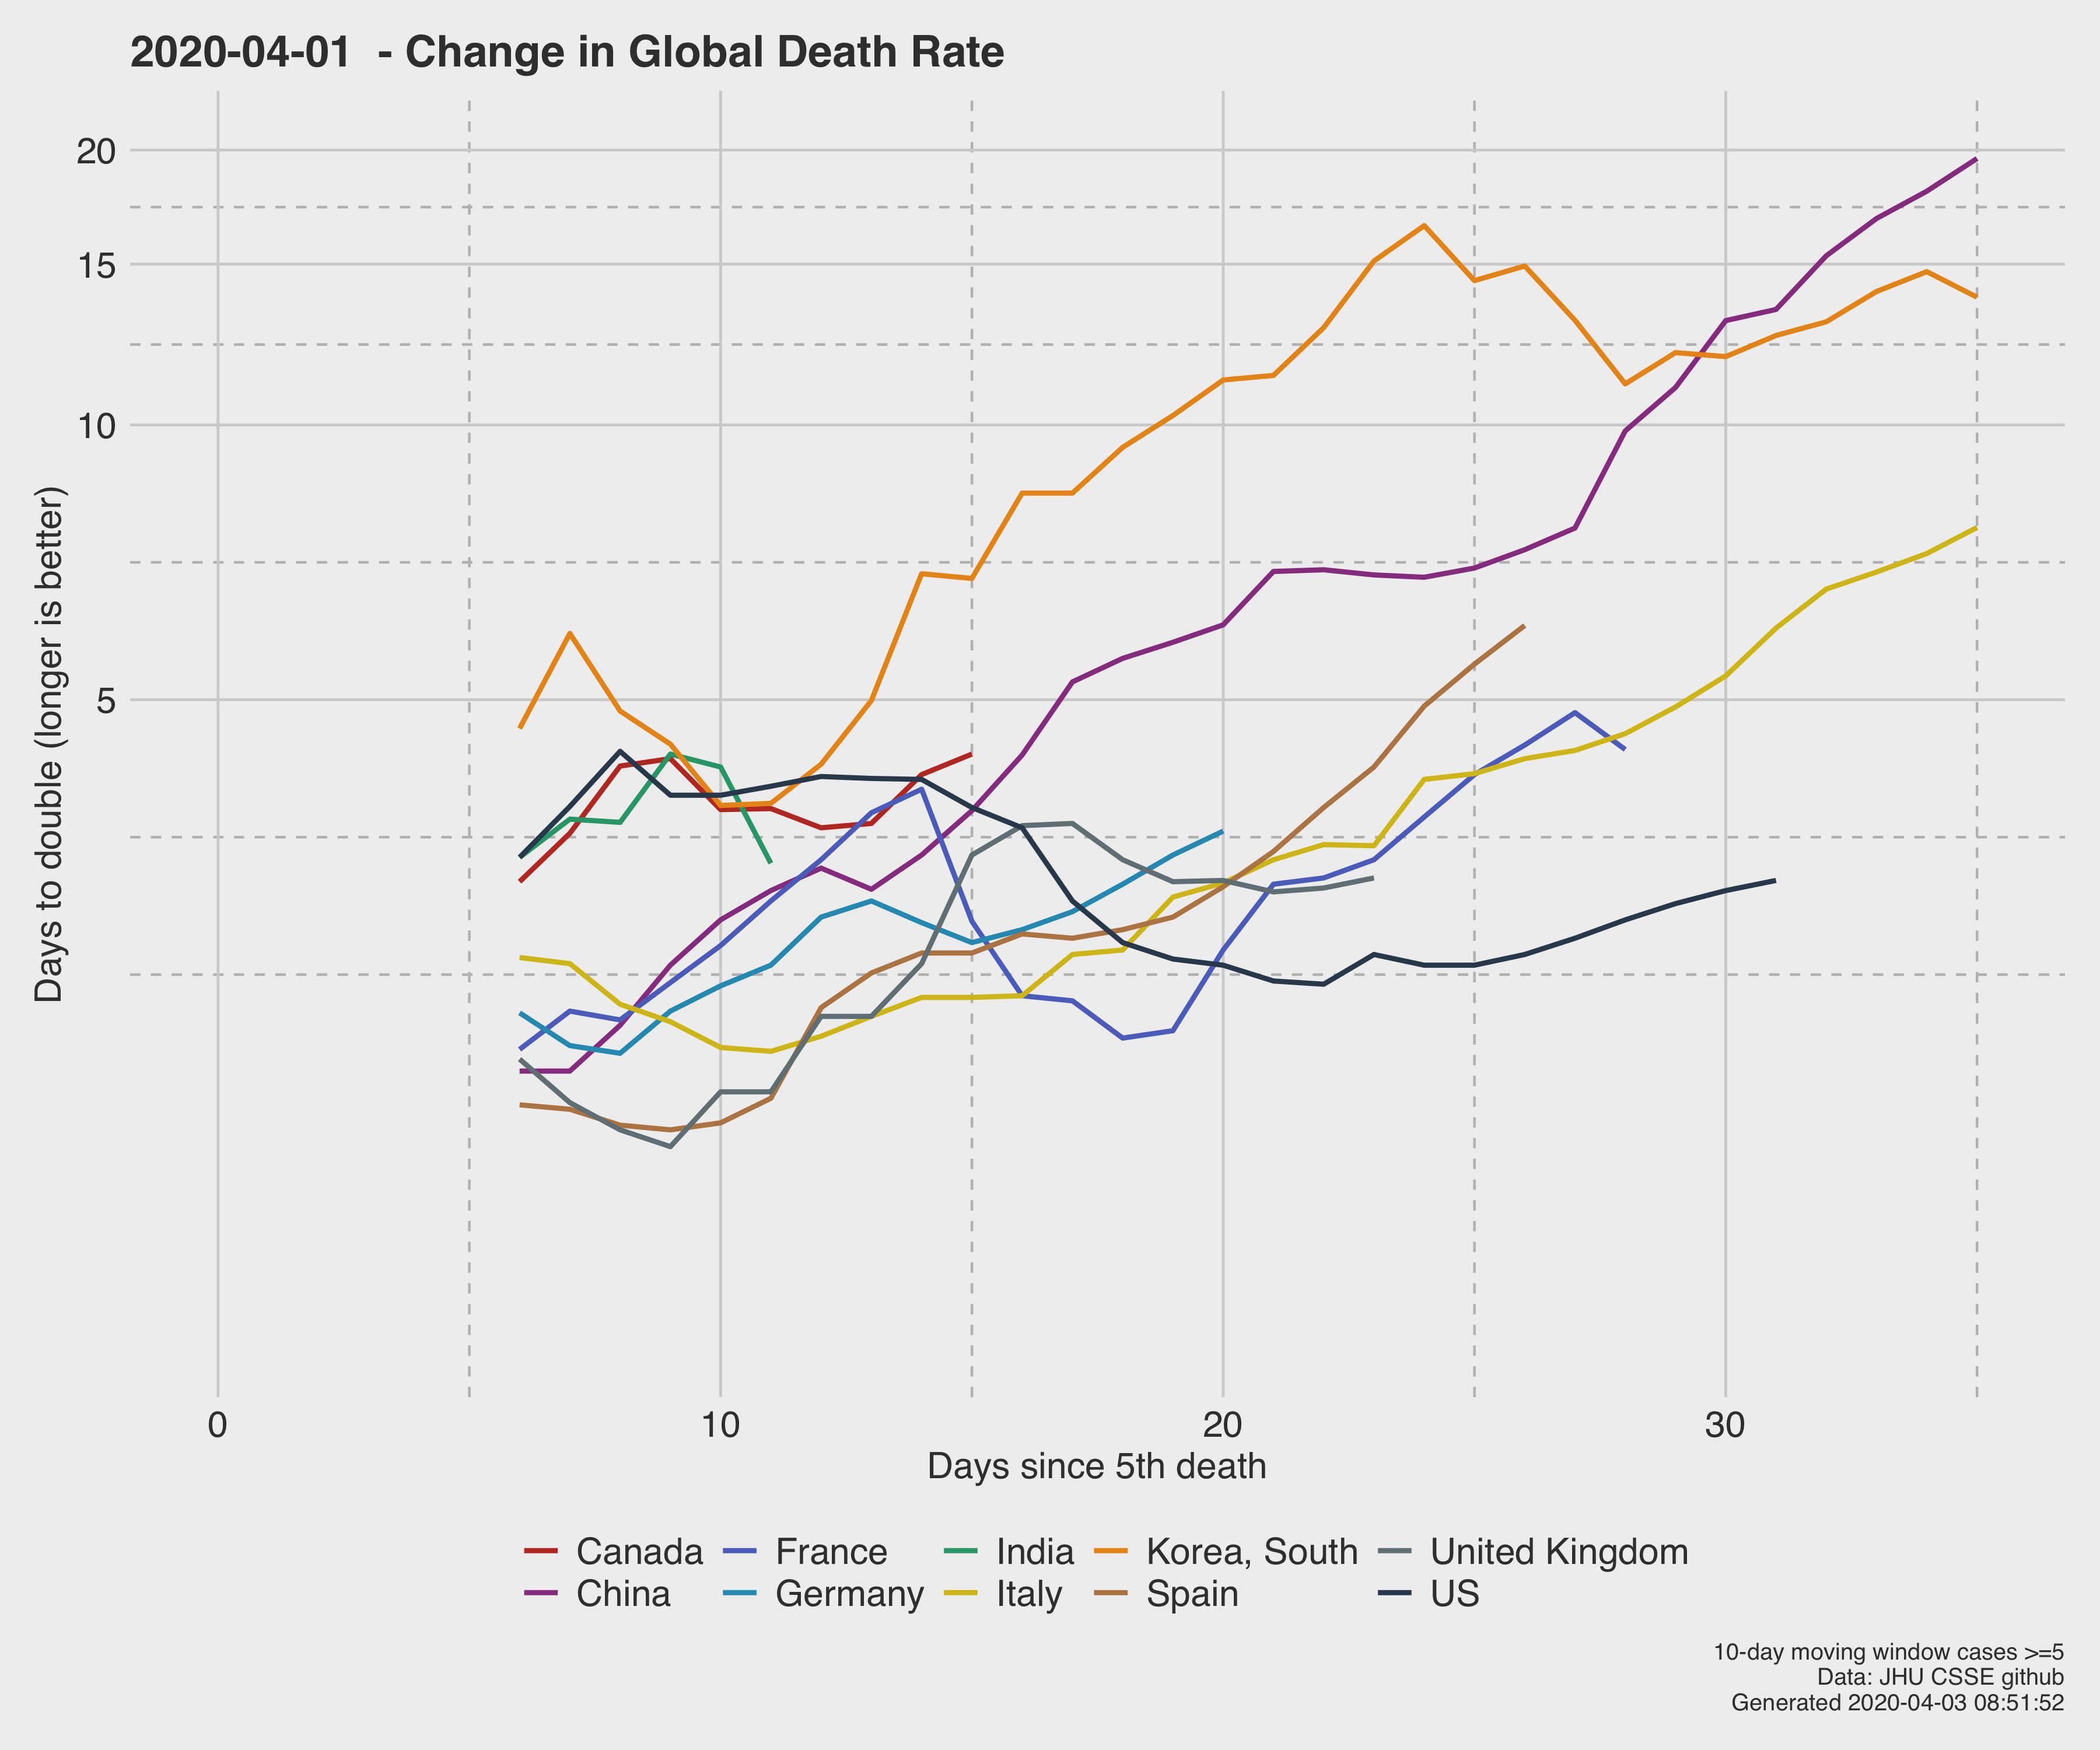 2020-04-01  - Change in Global Death Rate
20
15
10
5
Days to double (longer is better)
0 10 20 30
Days since 5th death
Canada France India Korea, South United Kingdom
China Germany Italy Spain US
10-day moving window cases >=5
Data: JHU CSSE github
Generated 2020-04-03 08:51:52